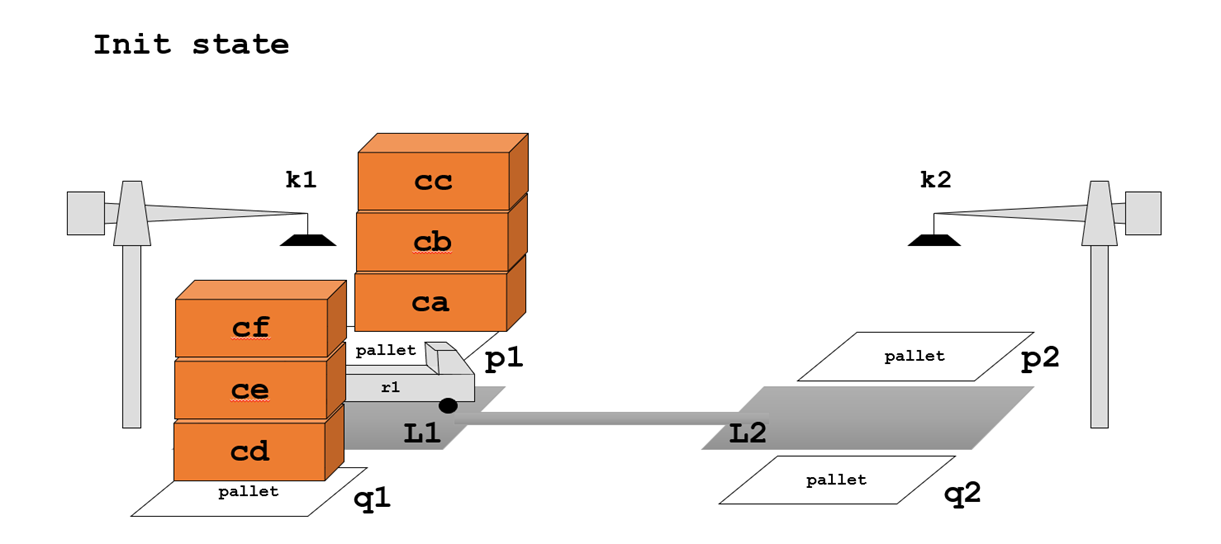 Init state
k1
k2
cc
cb
ca
cf
ce
cd
pallet
p1
r1
L1
pallet
q1
pallet
p2
L2
pallet
q2